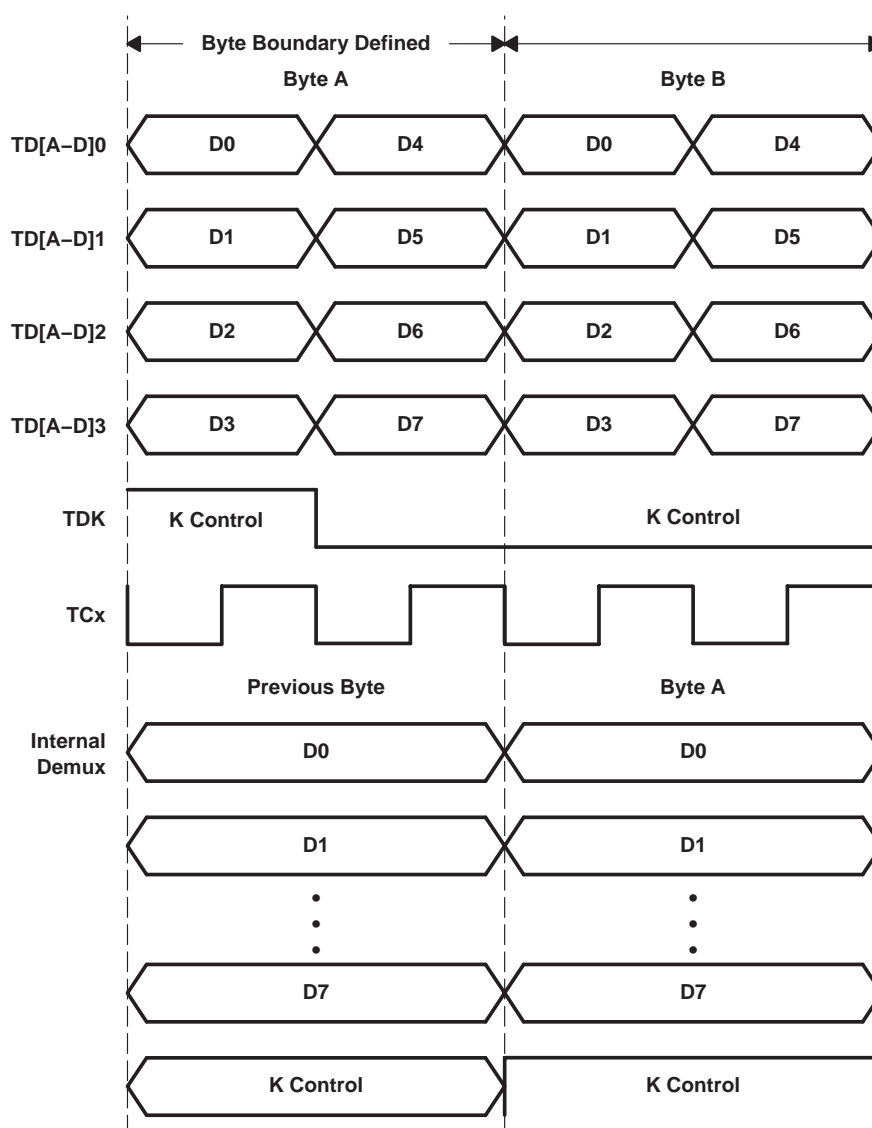 Byte Boundary Defined
Byte A Byte B
TD[A–D]0 D0 D4 D0 D4
TD[A–D]1 D1 D5 D1 D5
TD[A–D]2 D2 D6 D2 D6
TD[A–D]3 D3 D7 D3 D7
TDK K Control K Control
TCx
Previous Byte Byte A
Internal
Demux D0 D0
D1 D1
D7 D7
K Control K Control